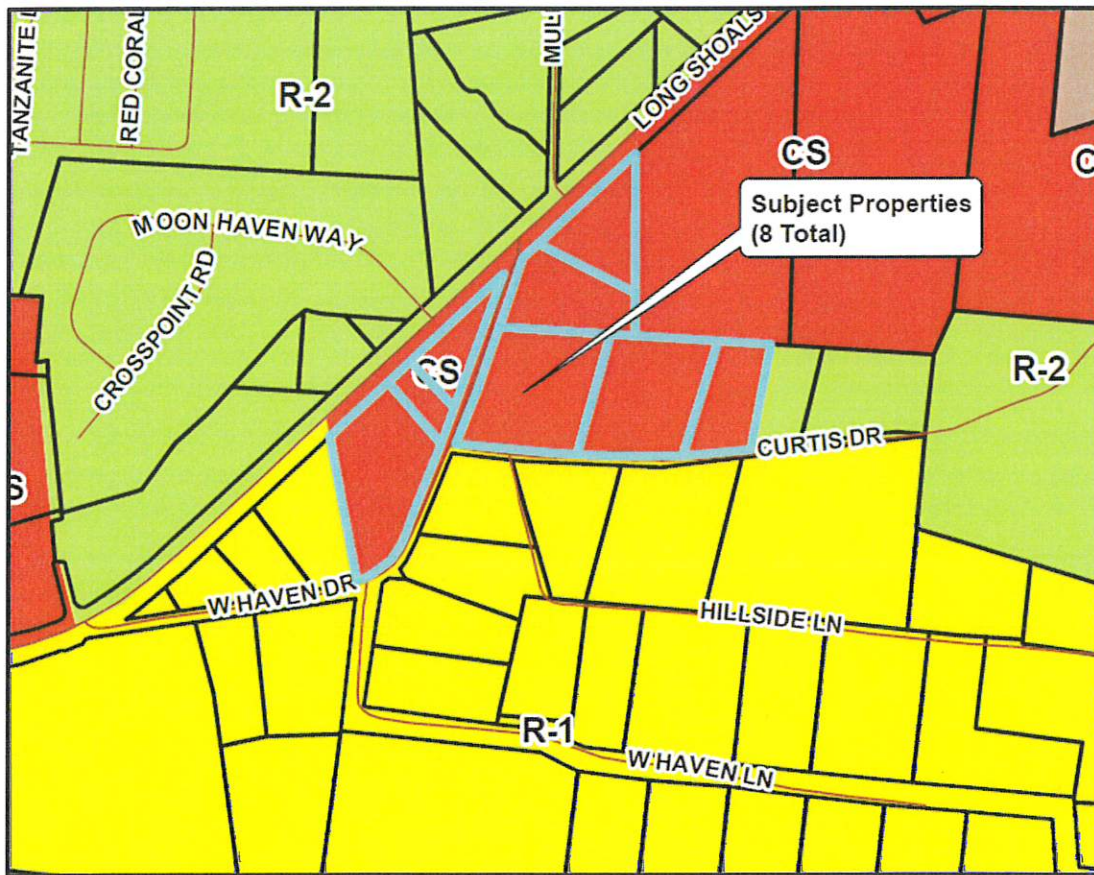 TANZANITE
RED CORAL
R-2
MUL
LONG SHOALS
CS
C
Subject Properties
(8 Total)
MOON HAVEN WAY
CROSSPOINT RD
CS
R-2
S
CURTIS DR
W HAVEN DR
HILLSIDE LN
R-1
W HAVEN LN